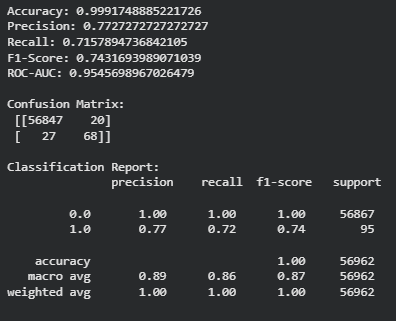 Accuracy: 0.9991748885221726
Precision: 0.7727272727272727
Recall: 0.7157894736842105
F1-Score: 0.7431693989071039
ROC-AUC: 0.9545698967026479
Confusion Matrix:
[[56847 20]
[ 27 68]]
Classification Report:
precision recall f1-score support
0.0 1.00 1.00 1.00 56867
1.0 0.77 0.72 0.74 95
accuracy 1.00 56962
macro avg 0.89 0.86 0.87 56962
weighted avg 1.00 1.00 1.00 56962